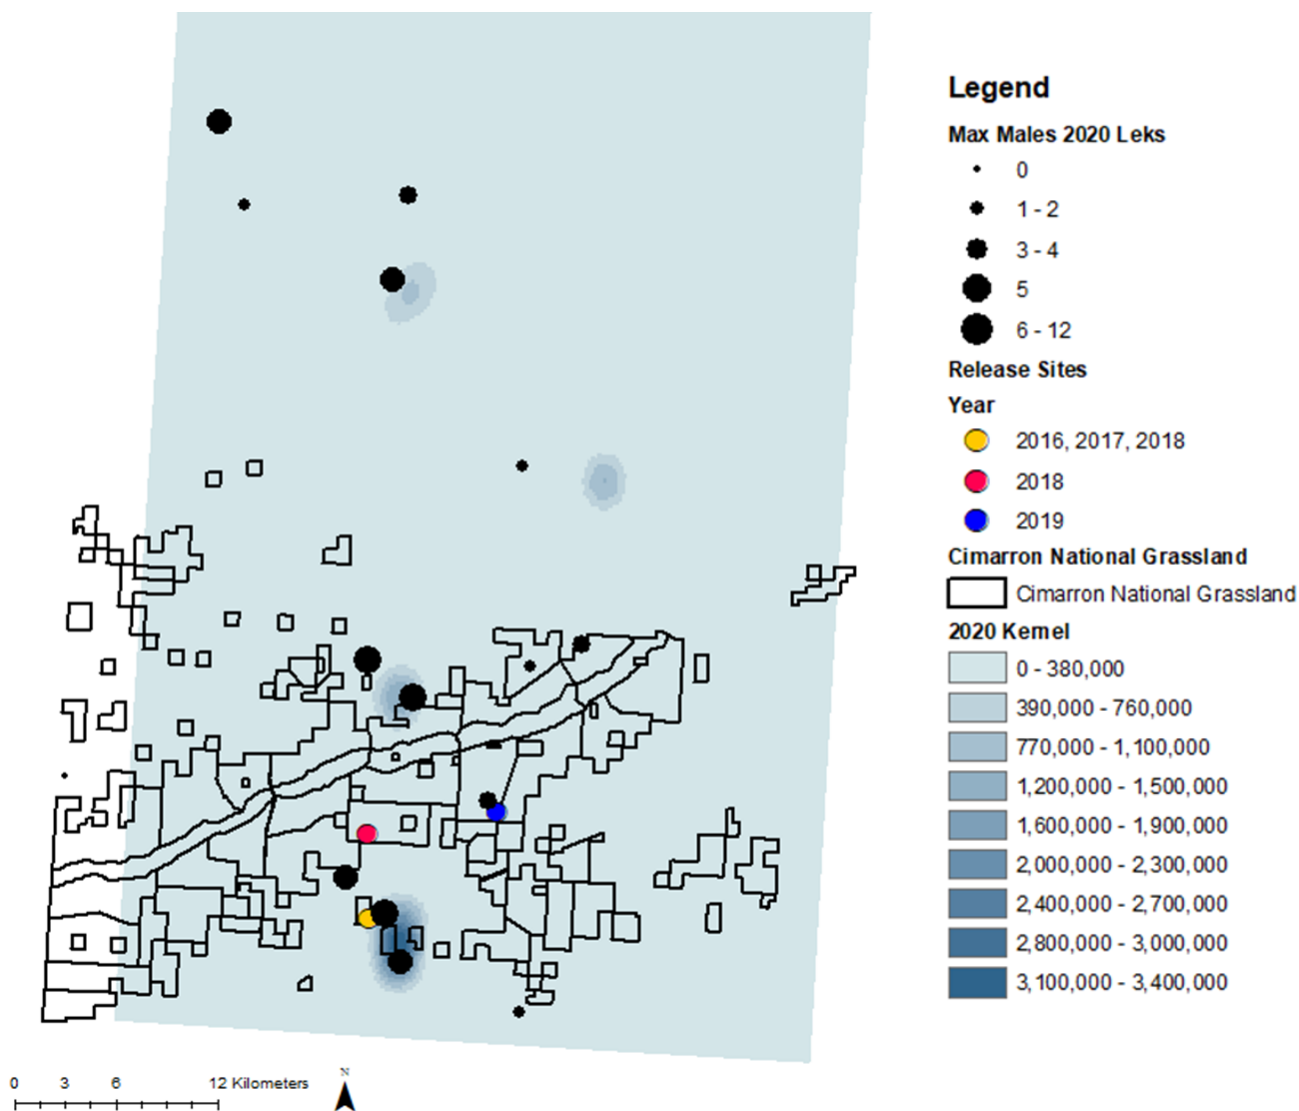 Legend
Max Males 2020 Leks
0
1 - 2
3 - 4
5
6 - 12
Release Sites
Year
2016, 2017, 2018
2018
2019
Cimarron National Grassland
Cimarron National Grassland
2020 Kernel
0 - 380,000
390,000 - 760,000
770,000 - 1,100,000
1,200,000 - 1,500,000
1,600,000 - 1,900,000
2,000,000 - 2,300,000
2,400,000 - 2,700,000
2,800,000 - 3,000,000
3,100,000 - 3,400,000
0 3 6 12 Kilometers
N